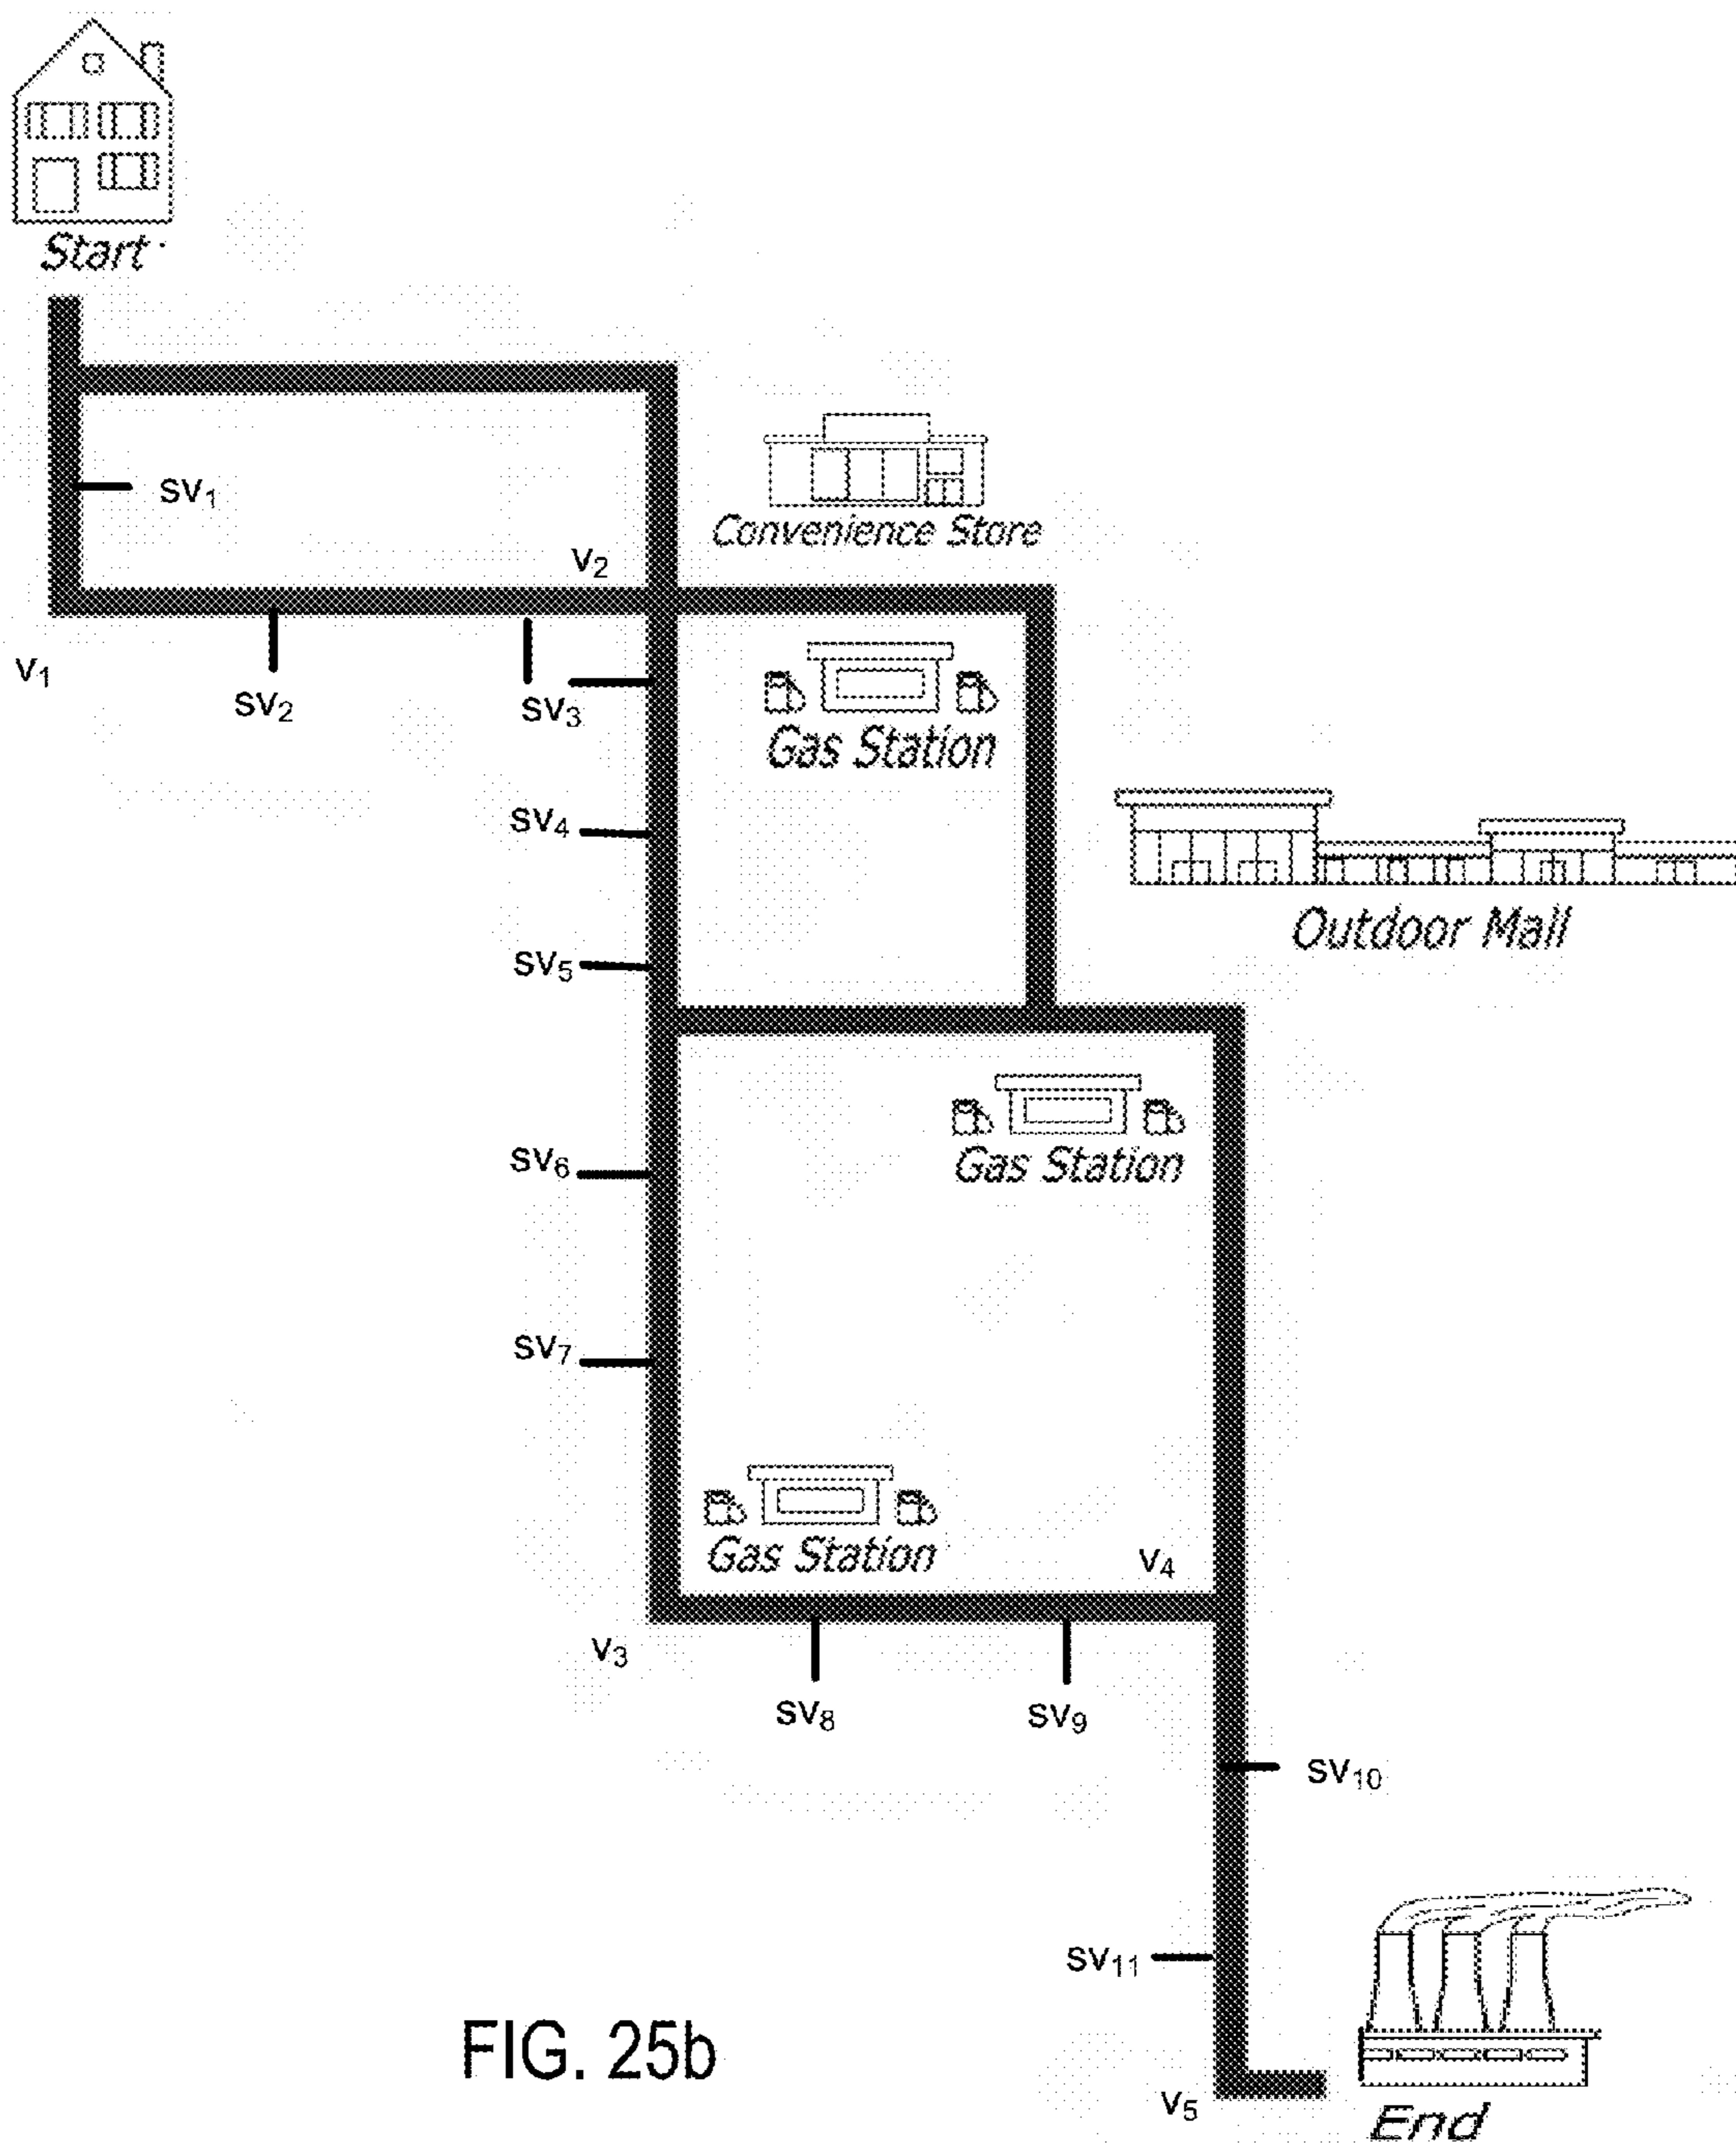 Start
sv₁
Convenience Store
v₂
v₁
sv₂
sv₃
Gas Station
sv₄
Outdoor Mall
sv₅
Gas Station
sv₆
sv₇
Gas Station
v₄
v₃
sv₈
sv₉
sv₁₀
sv₁₁
FIG. 25b
v₅
End